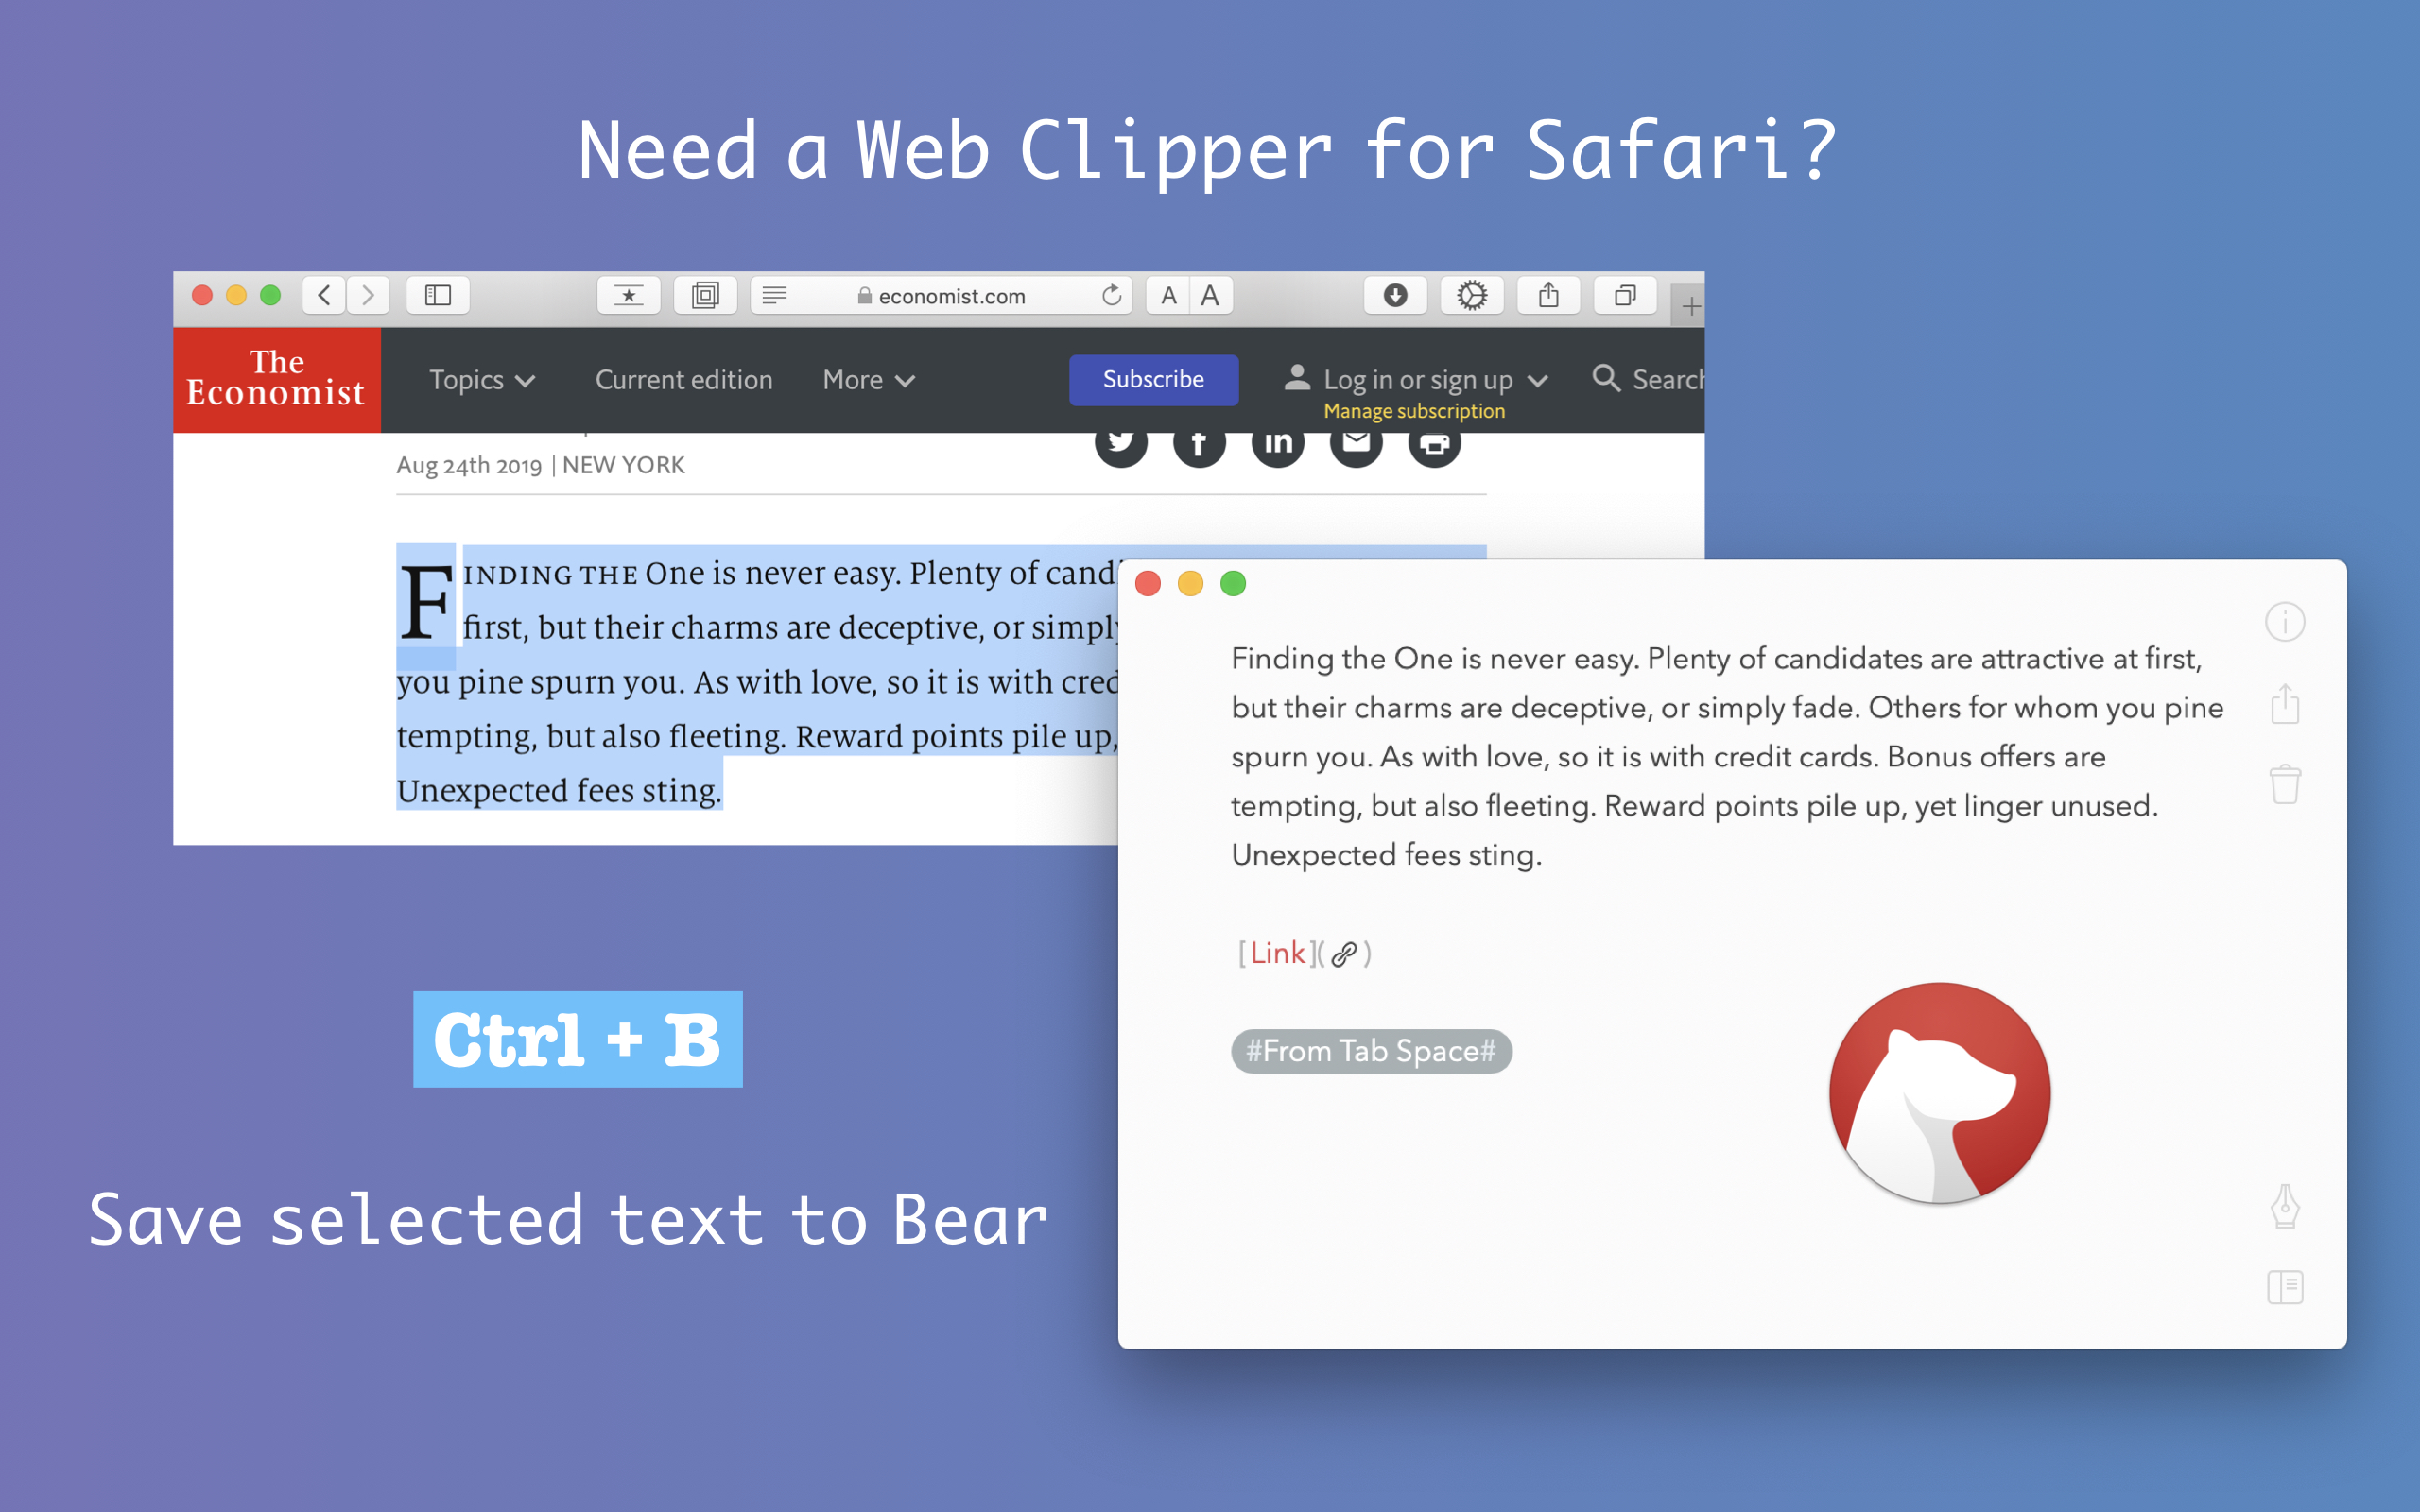 Need a Web Clipper for Safari?
economist.com
A A
The
Economist
Topics
Current edition
More
Subscribe
Log in or sign up
Manage subscription
Search
Aug 24th 2019 | NEW YORK
FINDING THE One is never easy. Plenty of candi
first, but their charms are deceptive, or simply
you pine spurn you. As with love, so it is with cred
tempting, but also fleeting. Reward points pile up,
Unexpected fees sting.
Finding the One is never easy. Plenty of candidates are attractive at first,
but their charms are deceptive, or simply fade. Others for whom you pine
spurn you. As with love, so it is with credit cards. Bonus offers are
tempting, but also fleeting. Reward points pile up, yet linger unused.
Unexpected fees sting.
[Link]( )
#From Tab Space#
Ctrl + B
Save selected text to Bear